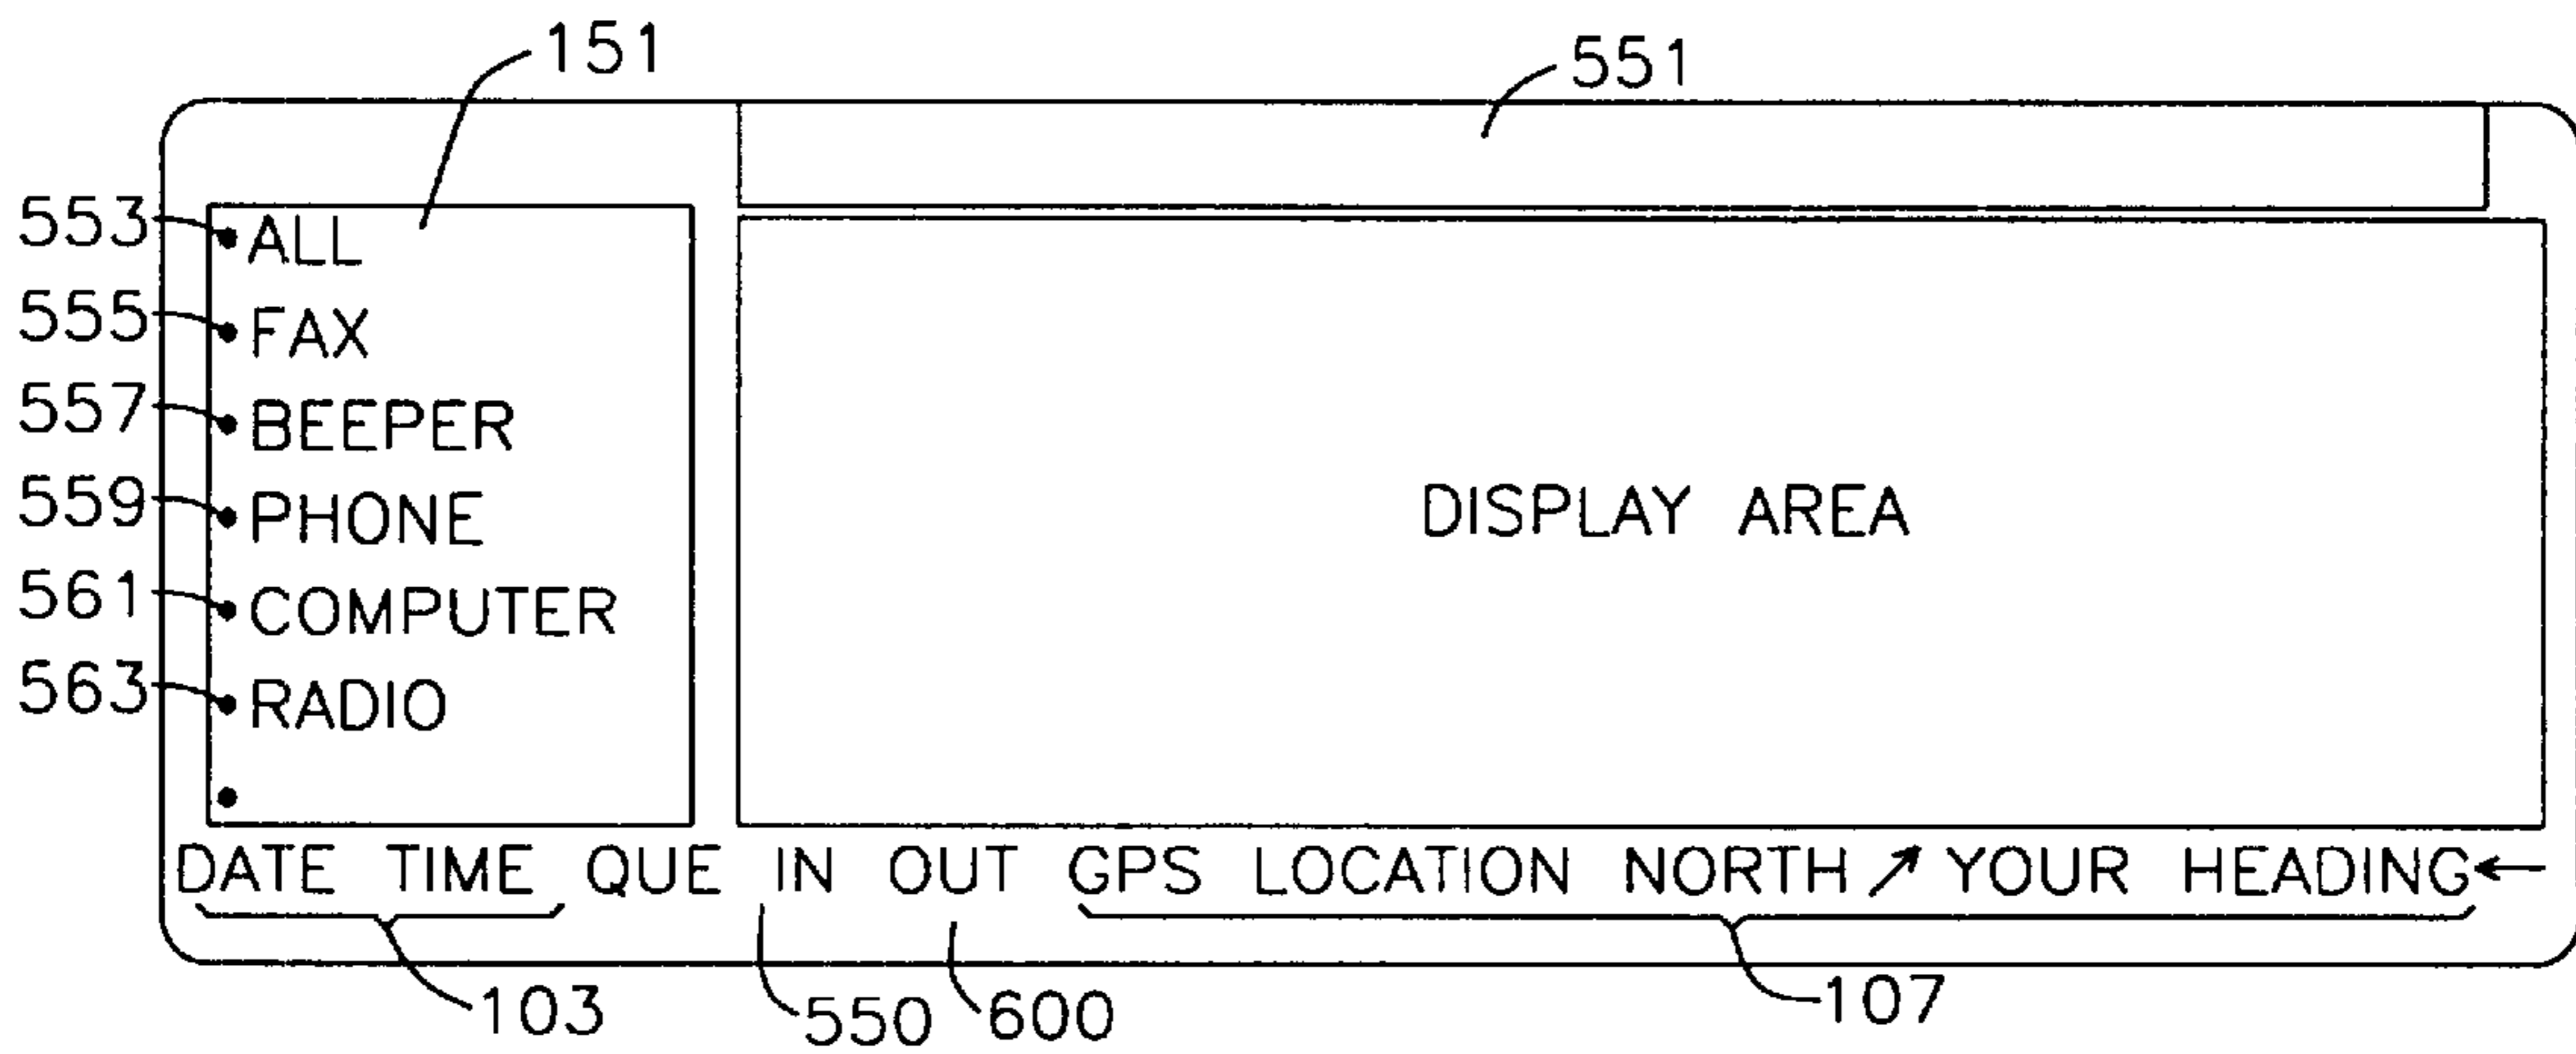 151
551
553 ALL
555 FAX
557 BEEPER
559 PHONE
DISPLAY AREA
561 COMPUTER
563 RADIO
DATE TIME QUE IN OUT GPS LOCATION NORTH ↗ YOUR HEADING ←
103 550 600 107